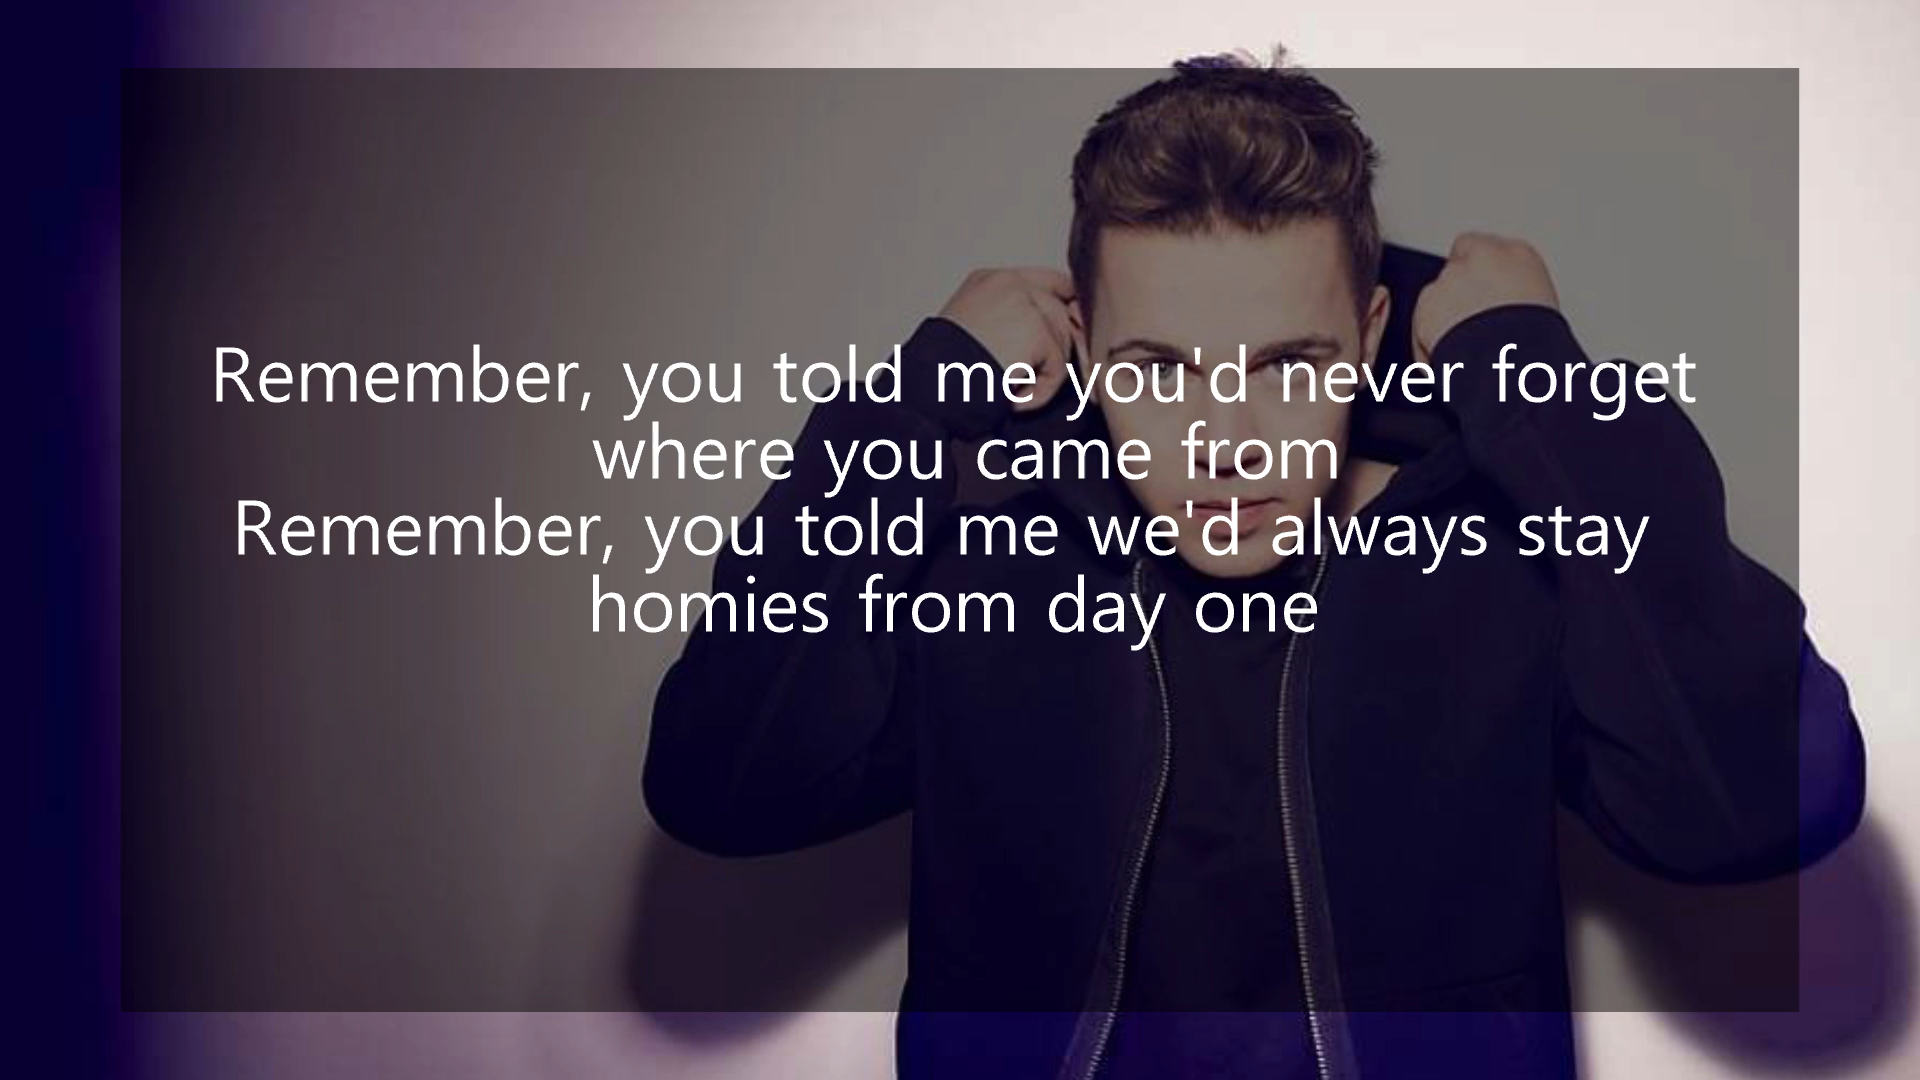 Remember, you told me you'd never forget
where you came from
Remember, you told me we'd always stay
homies from day one